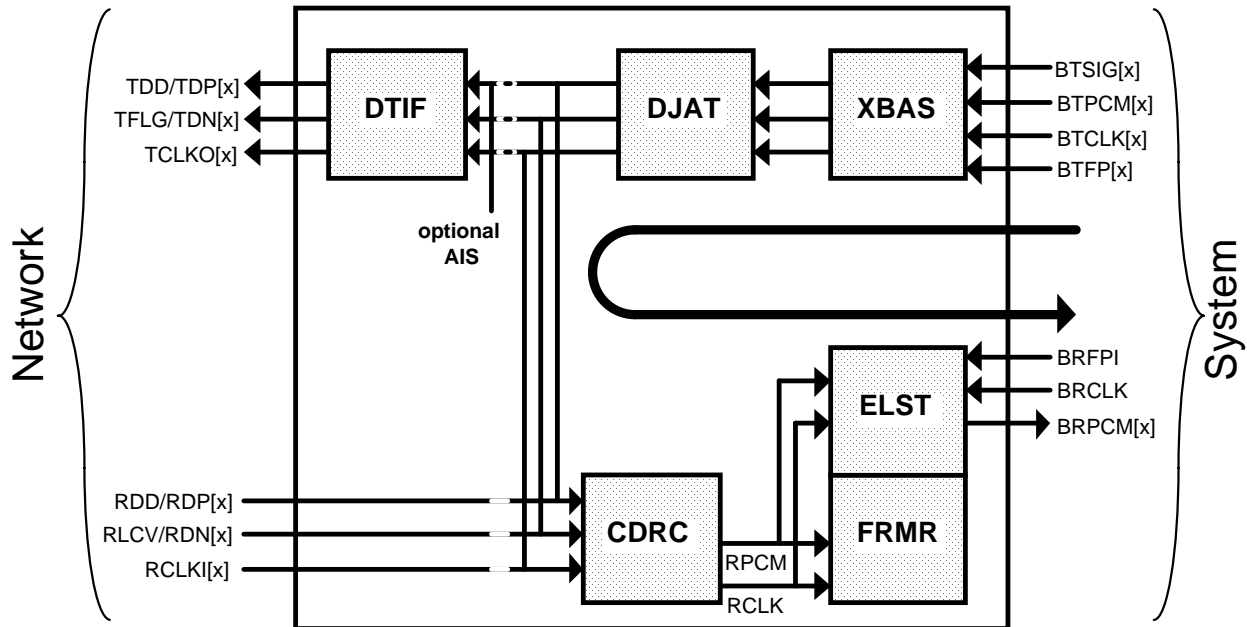 Network
TDD/TDP[x]
TFLG/TDN[x]
TCLKO[x]
DTIF
DJAT
XBAS
BTSIG[x]
BTPCM[x]
BTCLK[x]
BTFP[x]
optional
AIS
System
BRFPI
BRCLK
BRPCM[x]
ELST
RDD/RDP[x]
RLCV/RDN[x]
RCLKI[x]
CDRC
RPCM
RCLK
FRMR